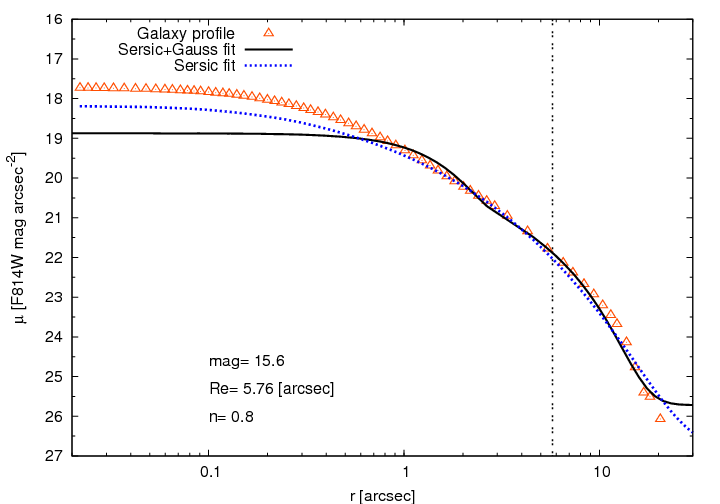 Galaxy profile
Sersic+Gauss fit
Sersic fit
16
17
18
19
20
21
22
23
24
25
26
27
μ [F814W mag arcsec-2]
mag= 15.6
Re= 5.76 [arcsec]
n= 0.8
0.1 1 10
r [arcsec]